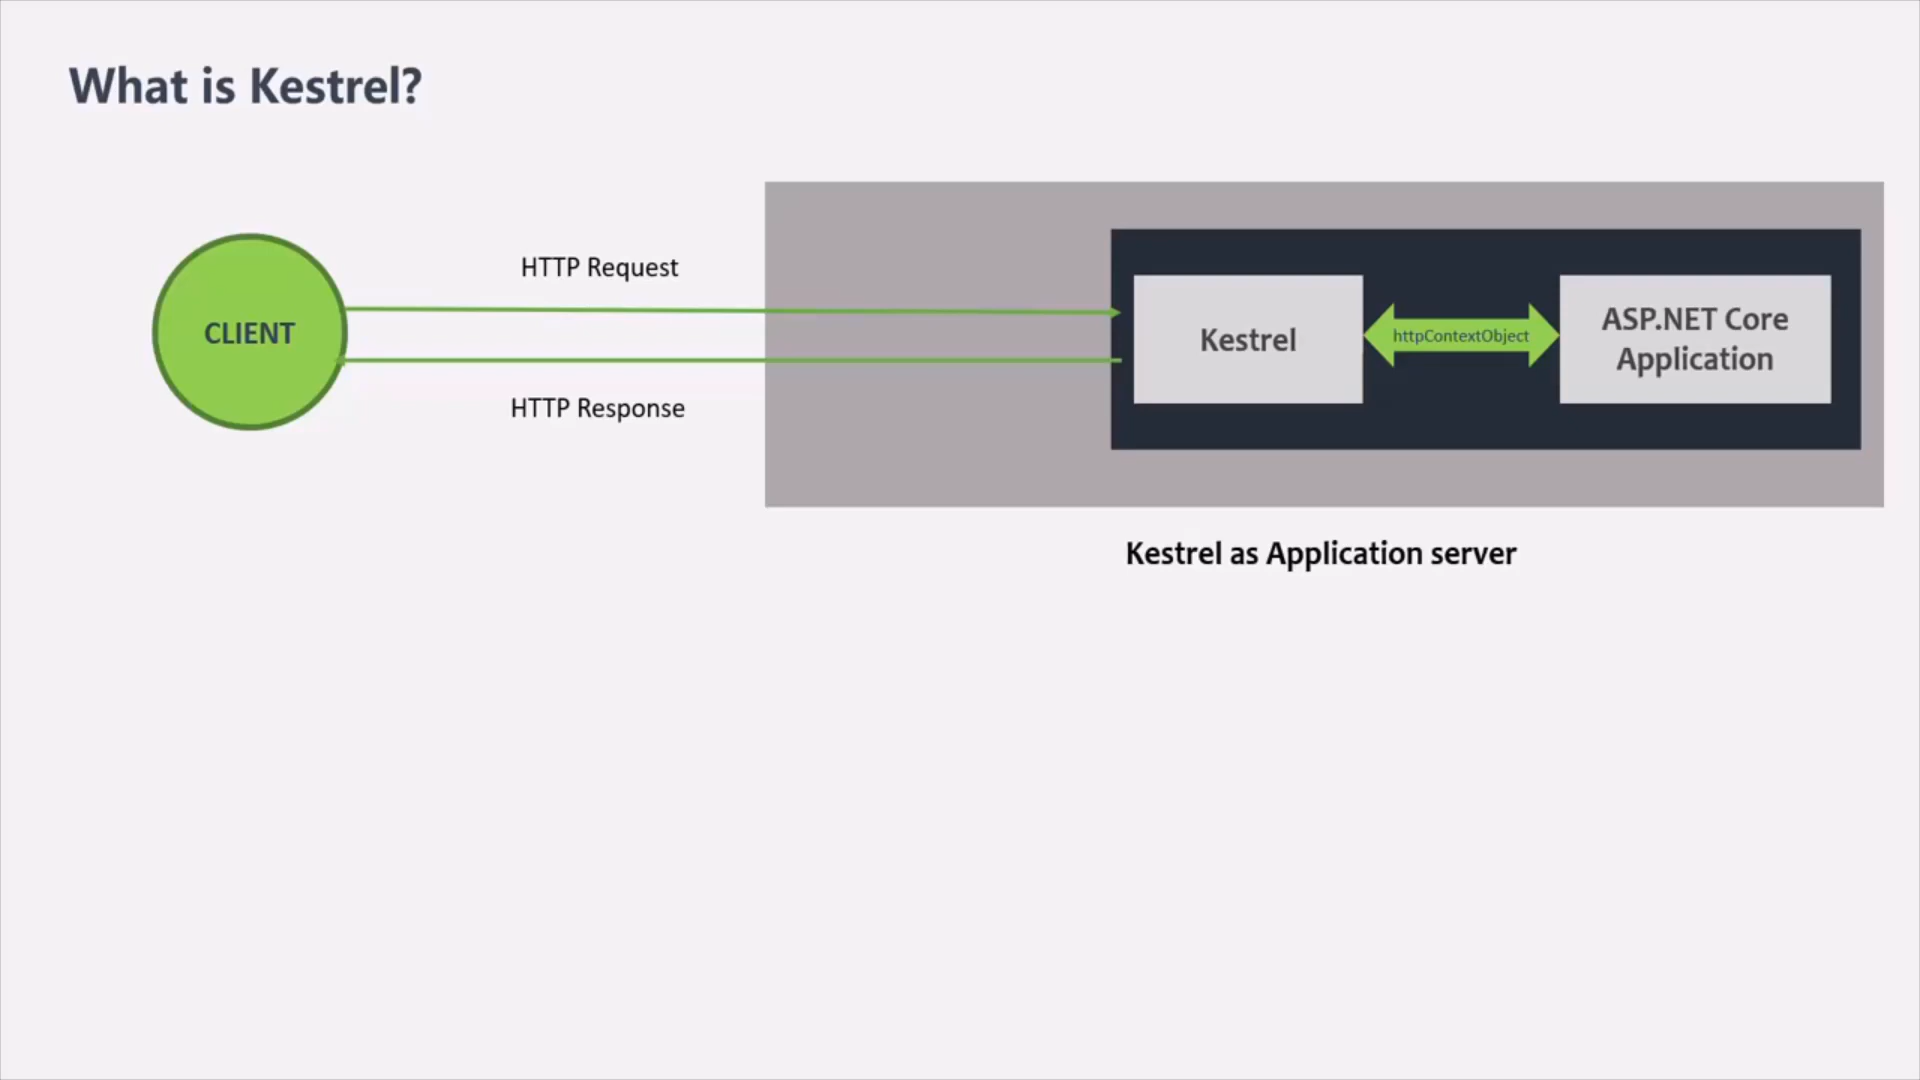 What is Kestrel?
HTTP Request
CLIENT
HTTP Response
Kestrel
httpContextObject
ASP.NET Core
Application
Kestrel as Application server